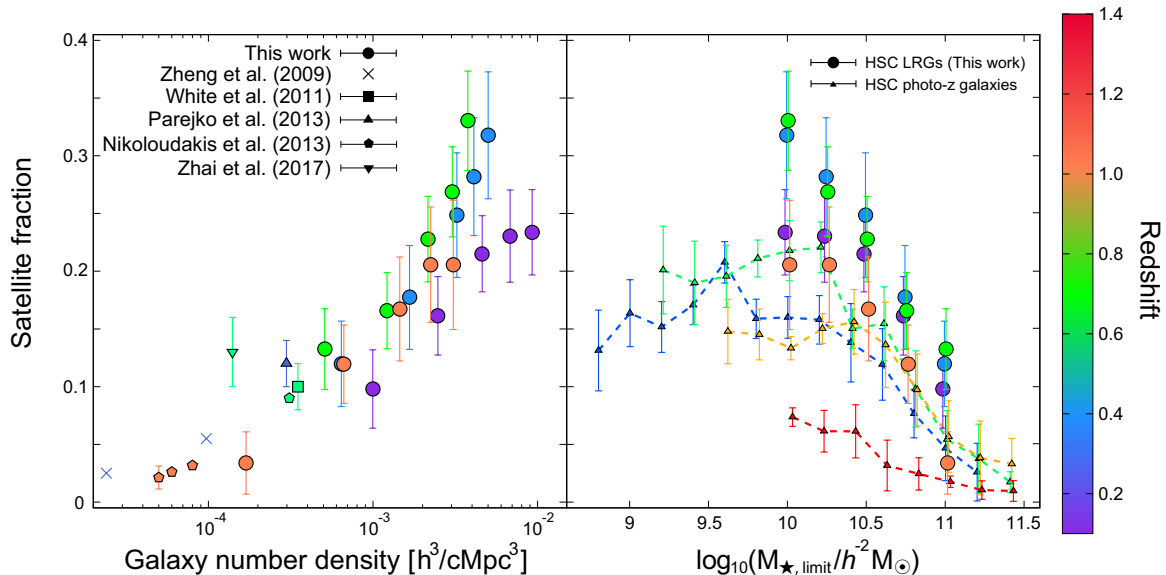 Satellite fraction
0.4
0.3
0.2
0.1
0
This work
Zheng et al. (2009)
White et al. (2011)
Parejko et al. (2013)
Nikoloudakis et al. (2013)
Zhai et al. (2017)
10⁻⁴
10⁻³
10⁻²
Galaxy number density [h³/cMpc³]
HSC LRGs (This work)
HSC photo-z galaxies
9
9.5
10
10.5
11
11.5
log₁₀(M★,limit/h⁻²M⊙)
1.4
1.2
1.0
0.8
0.6
0.4
0.2
Redshift